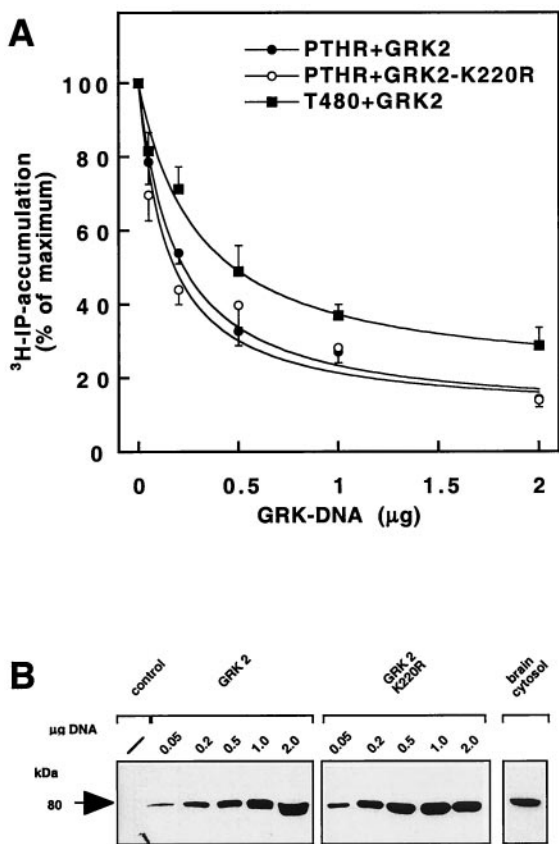 A
PTHR+GRK2
PTHR+GRK2-K220R
T480+GRK2
³H-IP-accumulation
(% of maximum)
100
80
60
40
20
0
0
0.5
1
1.5
2
GRK-DNA (µg)
B
control
GRK 2
GRK 2
K220R
brain
cytosol
µg DNA
/
0.05
0.2
0.5
1.0
2.0
0.05
0.2
0.5
1.0
2.0
kDa
80